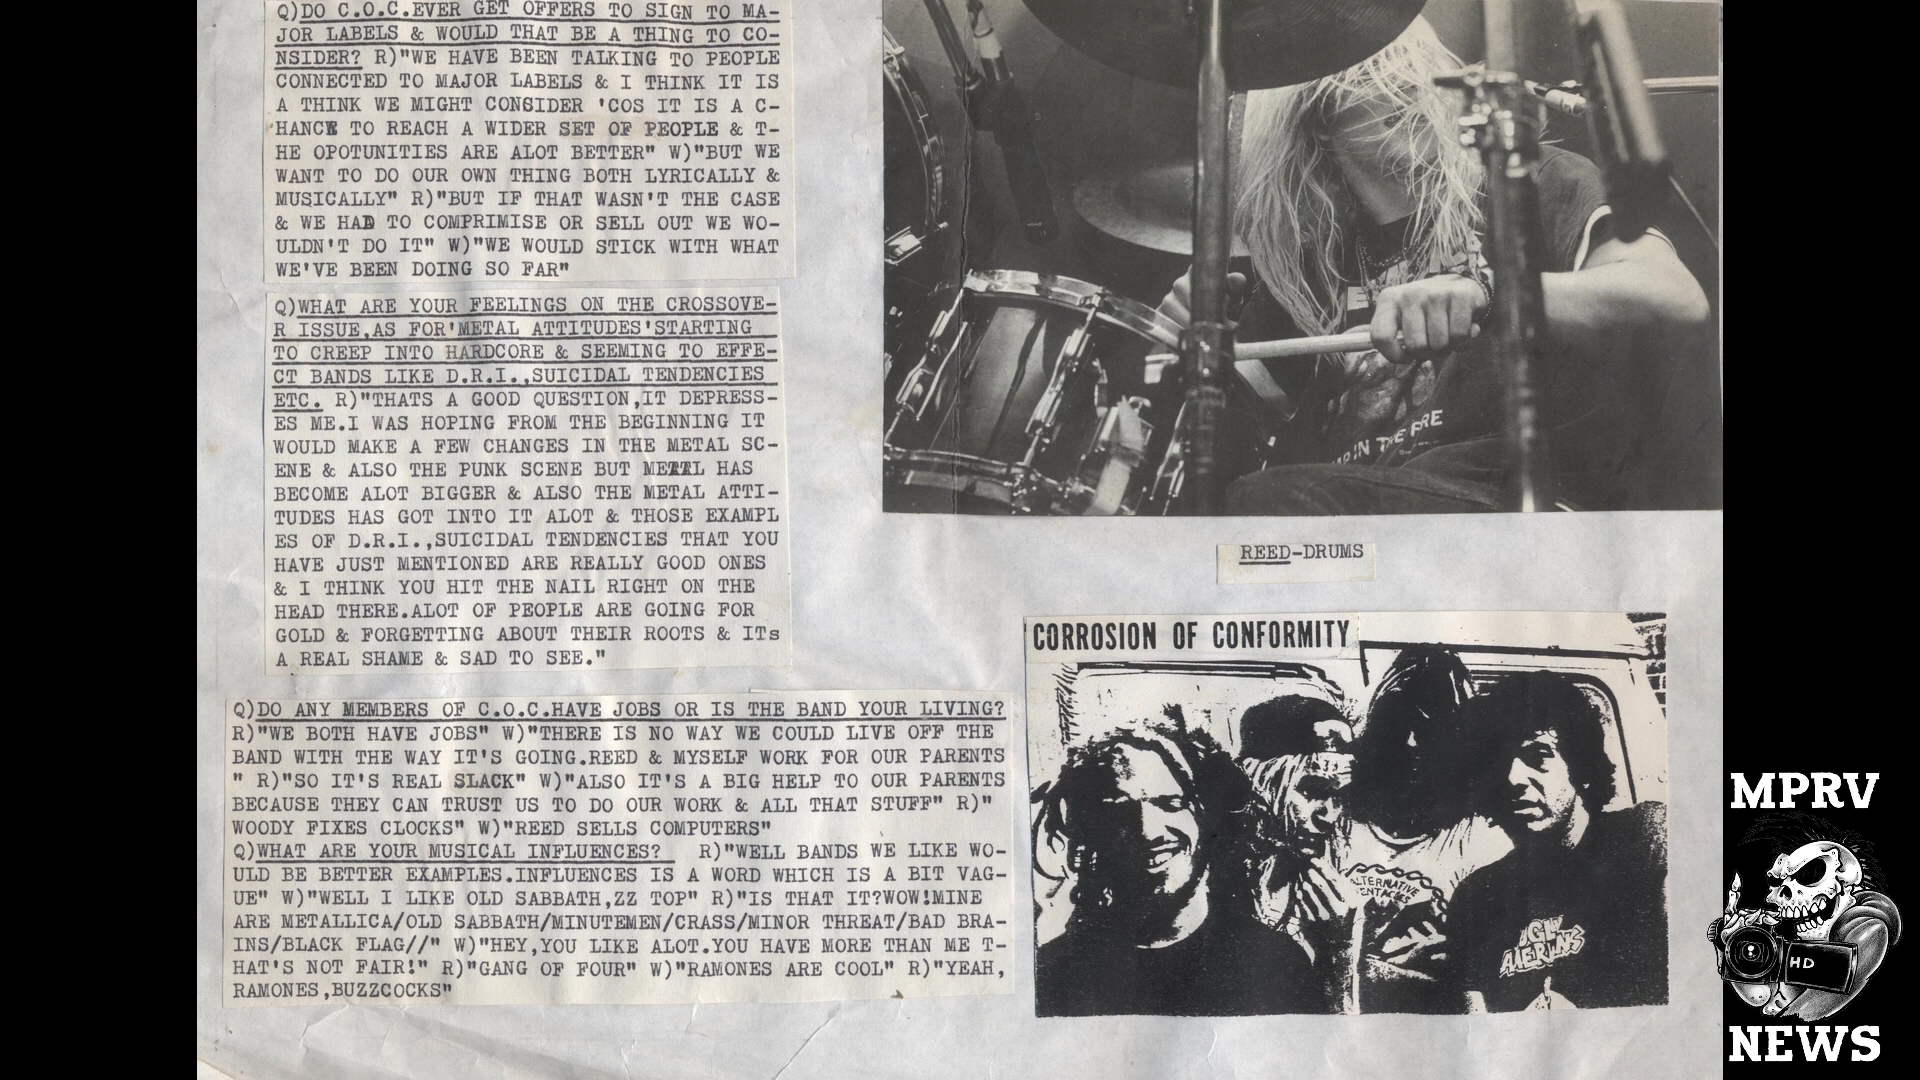 Q)DO C.O.C.EVER GET OFFERS TO SIGN TO MA-
JOR LABELS & WOULD THAT BE A THING TO CO-
NSIDER? R)"WE HAVE BEEN TALKING TO PEOPLE
CONNECTED TO MAJOR LABELS & I THINK IT IS
A THINK WE MIGHT CONSIDER 'COS IT IS A C-
HANCE TO REACH A WIDER SET OF PEOPLE & T-
HE OPOTUNITIES ARE ALOT BETTER" W)"BUT WE
WANT TO DO OUR OWN THING BOTH LYRICALLY &
MUSICALLY" R)"BUT IF THAT WASN'T THE CASE
& WE HAD TO COMPRIMISE OR SELL OUT WE WO-
ULDN'T DO IT" W)"WE WOULD STICK WITH WHAT
WE'VE BEEN DOING SO FAR"
Q)WHAT ARE YOUR FEELINGS ON THE CROSSOVE-
R ISSUE,AS FOR'METAL ATTITUDES'STARTING
TO CREEP INTO HARDCORE & SEEMING TO EFFE-
CT BANDS LIKE D.R.I.,SUICIDAL TENDENCIES
ETC. R)"THATS A GOOD QUESTION,IT DEPRESS-
ES ME.I WAS HOPING FROM THE BEGINNING IT
WOULD MAKE A FEW CHANGES IN THE METAL SC-
ENE & ALSO THE PUNK SCENE BUT METAL HAS
BECOME ALOT BIGGER & ALSO THE METAL ATTI-
TUDES HAS GOT INTO IT ALOT & THOSE EXAMPL
ES OF D.R.I.,SUICIDAL TENDENCIES THAT YOU
HAVE JUST MENTIONED ARE REALLY GOOD ONES
& I THINK YOU HIT THE NAIL RIGHT ON THE
HEAD THERE.ALOT OF PEOPLE ARE GOING FOR
GOLD & FORGETTING ABOUT THEIR ROOTS & ITs
A REAL SHAME & SAD TO SEE."
Q)DO ANY MEMBERS OF C.O.C.HAVE JOBS OR IS THE BAND YOUR LIVING?
R)"WE BOTH HAVE JOBS" W)"THERE IS NO WAY WE COULD LIVE OFF THE
BAND WITH THE WAY IT'S GOING.REED & MYSELF WORK FOR OUR PARENTS
" R)"SO IT'S REAL SLACK" W)"ALSO IT'S A BIG HELP TO OUR PARENTS
BECAUSE THEY CAN TRUST US TO DO OUR WORK & ALL THAT STUFF" R)"
WOODY FIXES CLOCKS" W)"REED SELLS COMPUTERS"
Q)WHAT ARE YOUR MUSICAL INFLUENCES? R)"WELL BANDS WE LIKE WO-
ULD BE BETTER EXAMPLES.INFLUENCES IS A WORD WHICH IS A BIT VAG-
UE" W)"WELL I LIKE OLD SABBATH,ZZ TOP" R)"IS THAT IT?WOW!MINE
ARE METALLICA/OLD SABBATH/MINUTEMEN/CRASS/MINOR THREAT/BAD BRA-
INS/BLACK FLAG//" W)"HEY,YOU LIKE ALOT.YOU HAVE MORE THAN ME T-
HAT'S NOT FAIR!" R)"GANG OF FOUR" W)"RAMONES ARE COOL" R)"YEAH,
RAMONES,BUZZCOCKS"
IN THE FIRE
REED-DRUMS
CORROSION OF CONFORMITY
ALTERNATIVE
TENTACLES
UGLY
AMERICANS
MPRV
HD
NEWS